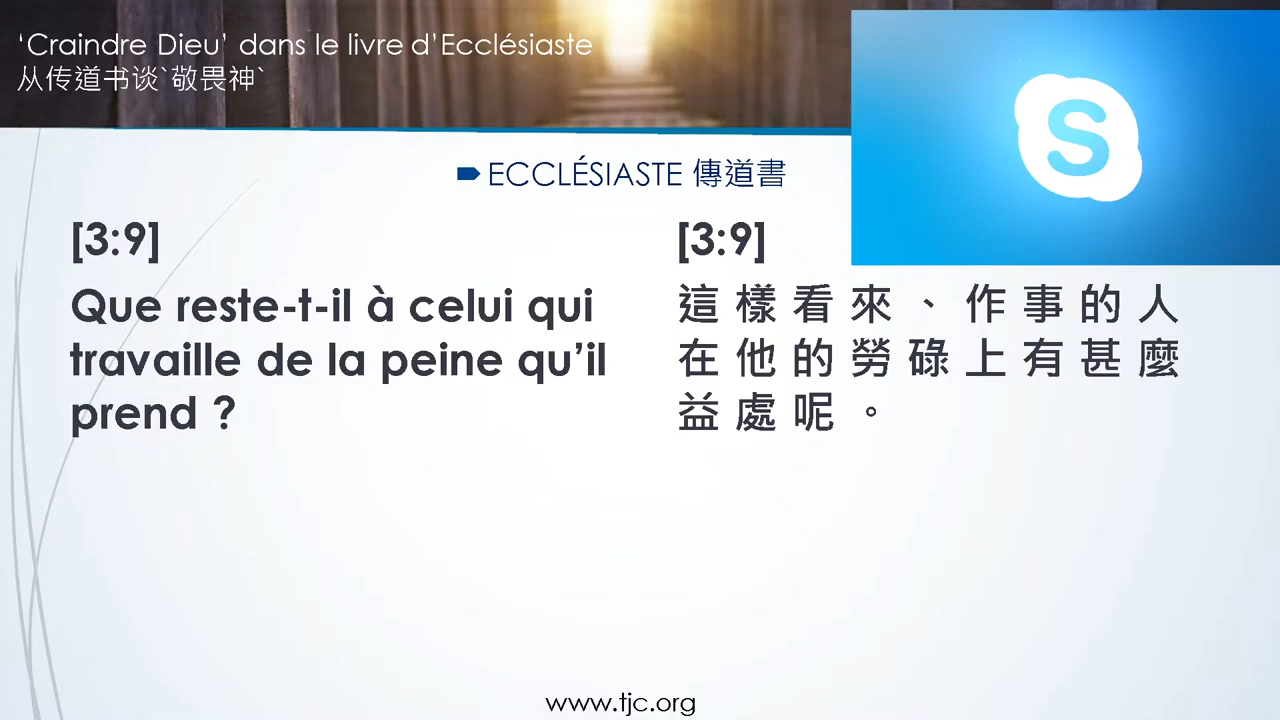 ‘Craindre Dieu’ dans le livre d’Ecclésiaste
从传道书谈`敬畏神`
ECCLÉSIASTE 傳道書
[3:9]
Que reste-t-il à celui qui
travaille de la peine qu’il
prend ?
[3:9]
這樣看來、作事的人
在他的勞碌上有甚麼
益處呢。
S
www.tjc.org